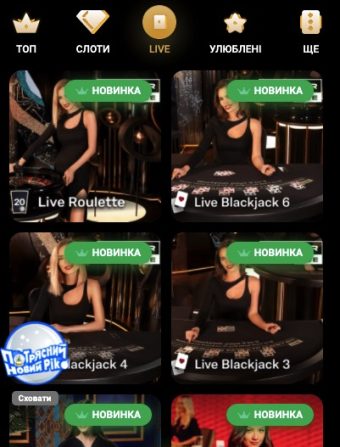 ТОП
СЛОТИ
LIVE
УЛЮБЛЕНІ
ЩЕ
НОВИНКА
НОВИНКА
20
Live Roulette
Live Blackjack 6
НОВИНКА
НОВИНКА
ПОТРЯСНИЙ
НОВИЙ РІК
Blackjack 4
Live Blackjack 3
Сховати
НОВИНКА
НОВИНКА